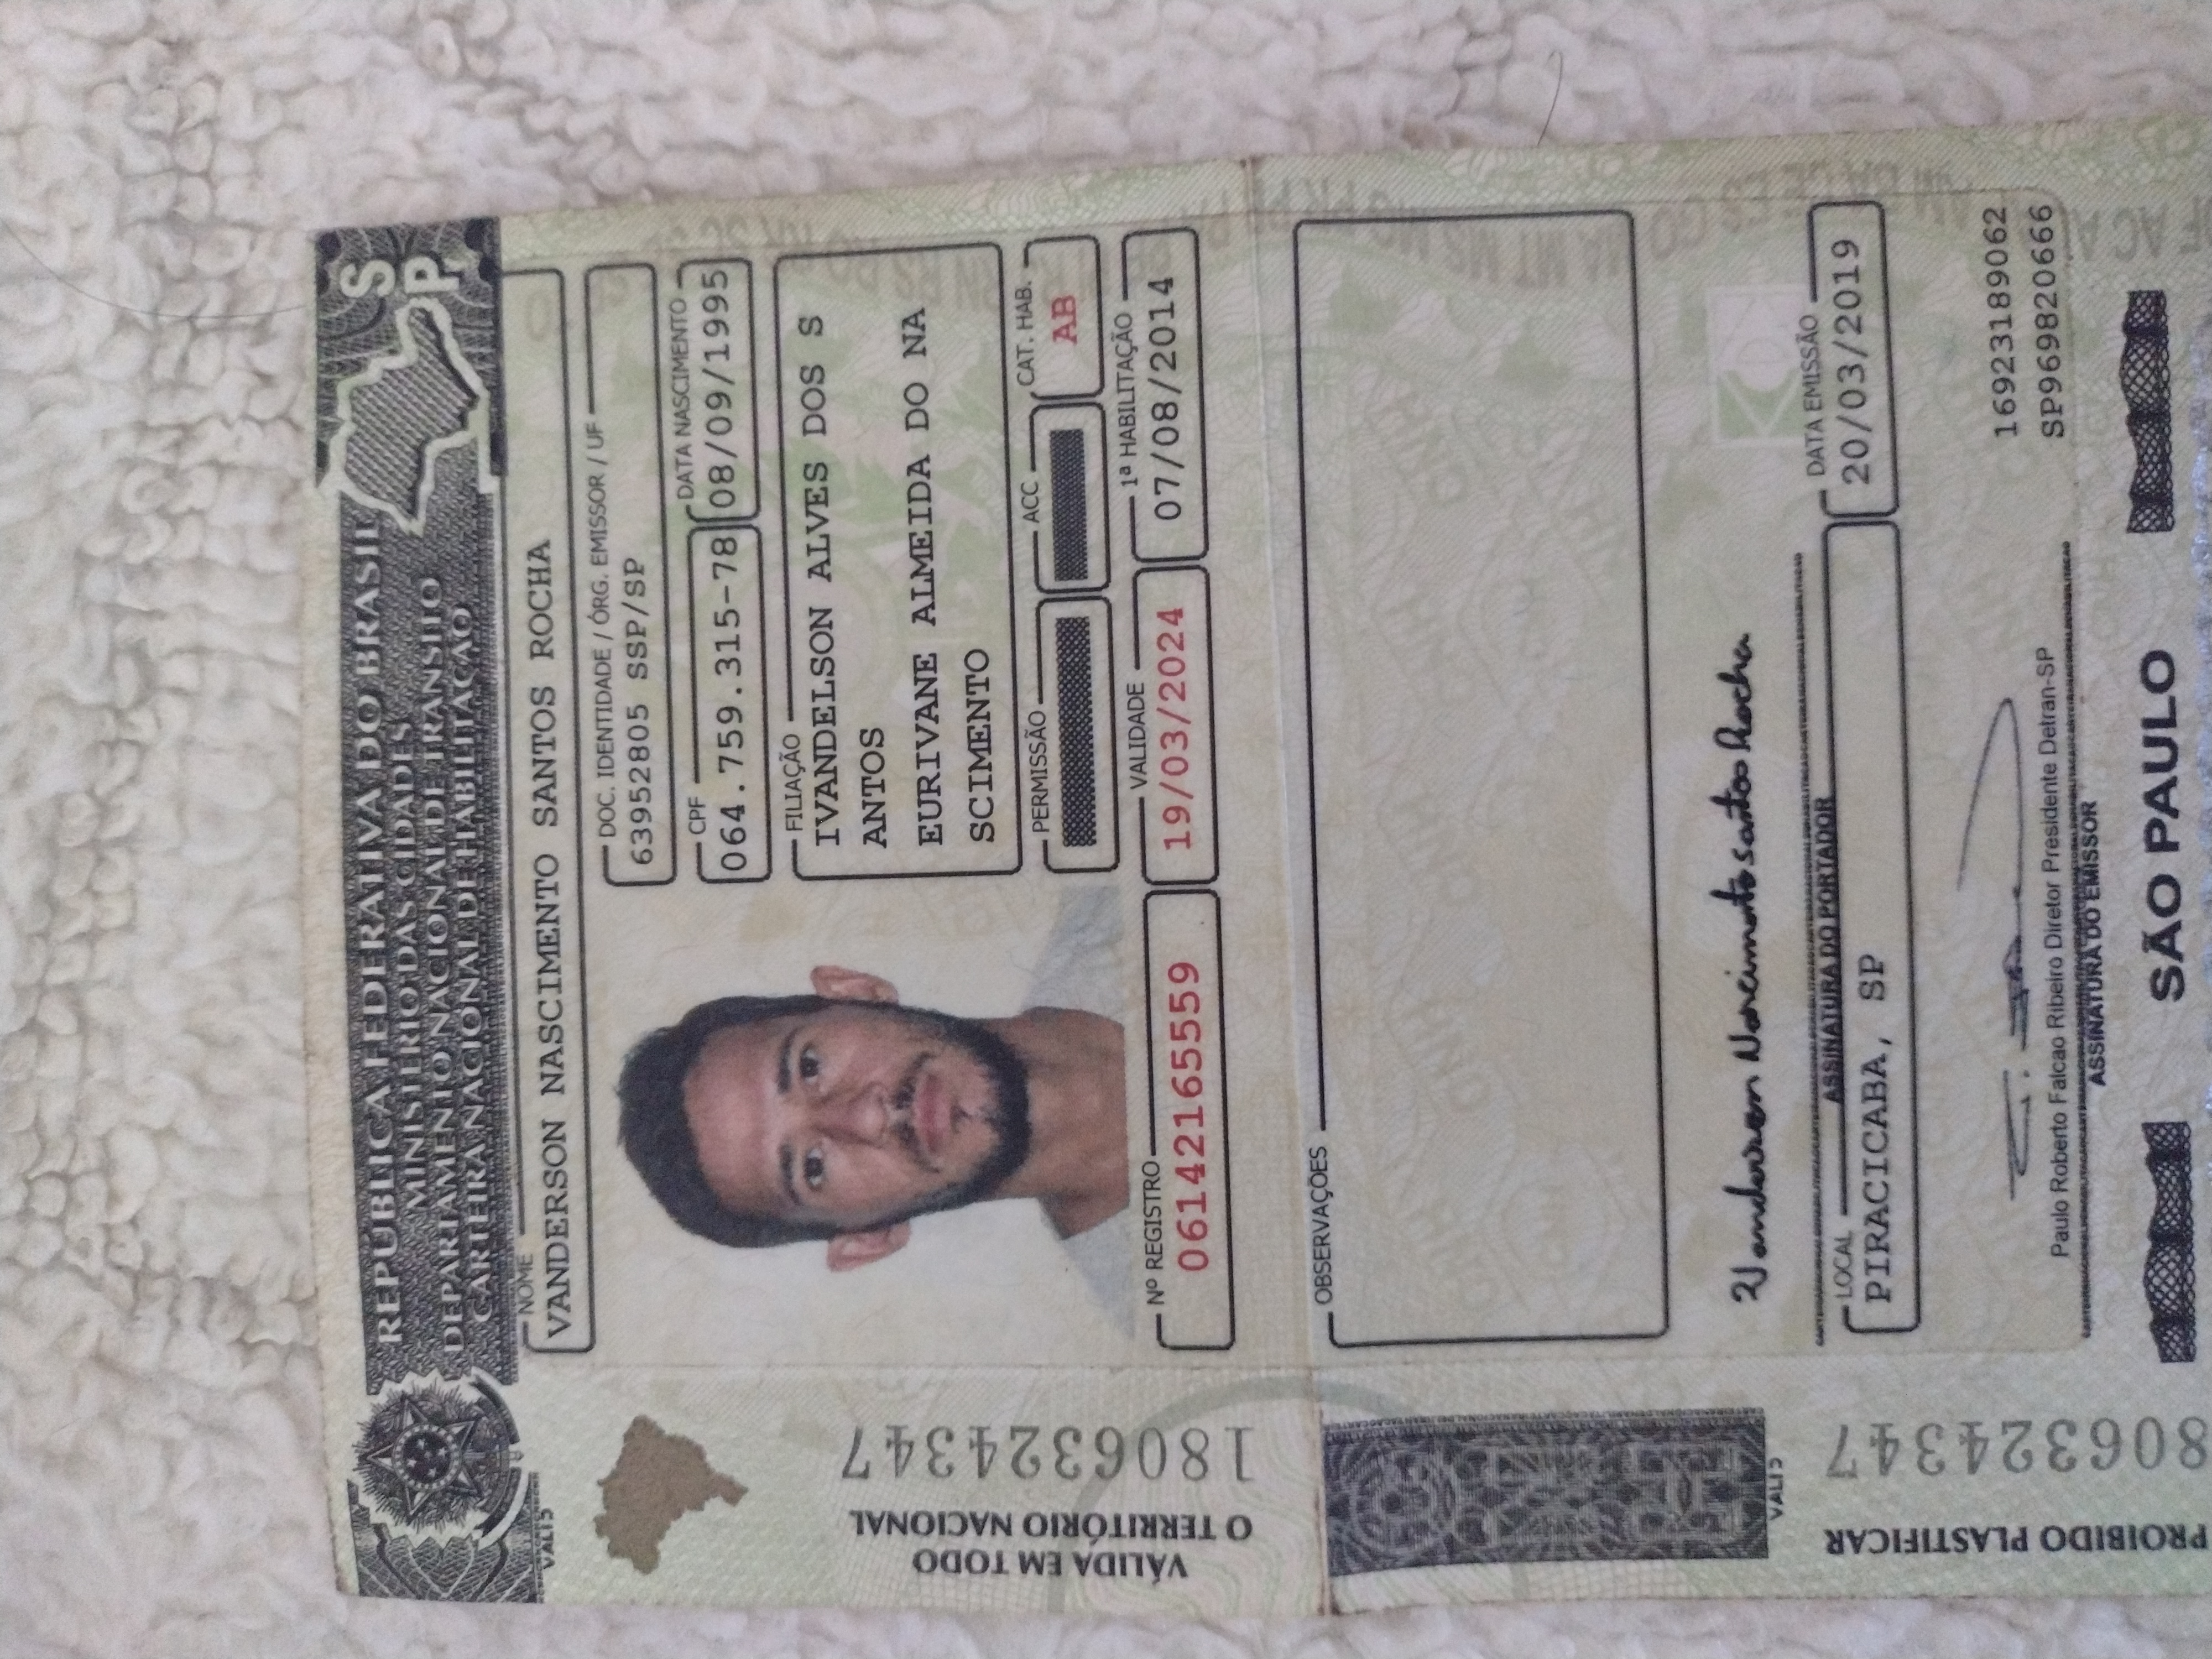 REPÚBLICA FEDERATIVA DO BRASIL
MINISTÉRIO DAS CIDADES
DEPARTAMENTO NACIONAL DE TRÂNSITO
CARTEIRA NACIONAL DE HABILITAÇÃO
SP
VALID
NOME
VANDERSON NASCIMENTO SANTOS ROCHA
DOC. IDENTIDADE / ÓRG. EMISSOR / UF
63952805 SSP/SP
CPF
064.759.315-78
DATA NASCIMENTO
08/09/1995
FILIAÇÃO
IVANDELSON ALVES DOS S
ANTOS
EURIVANE ALMEIDA DO NA
SCIMENTO
PERMISSÃO
ACC
CAT. HAB.
AB
Nº REGISTRO
06142165559
VALIDADE
19/03/2024
1ª HABILITAÇÃO
07/08/2014
VÁLIDA EM TODO
O TERRITÓRIO NACIONAL
1806324347
OBSERVAÇÕES
VALID
Vanderson Nascimento santos Rocha
ASSINATURA DO PORTADOR
LOCAL
PIRACICABA, SP
DATA EMISSÃO
20/03/2019
16923189062
SP969820666
Paulo Roberto Falcao Ribeiro Diretor Presidente Detran-SP
ASSINATURA DO EMISSOR
PROIBIDO PLASTIFICAR
806324347
SÃO PAULO